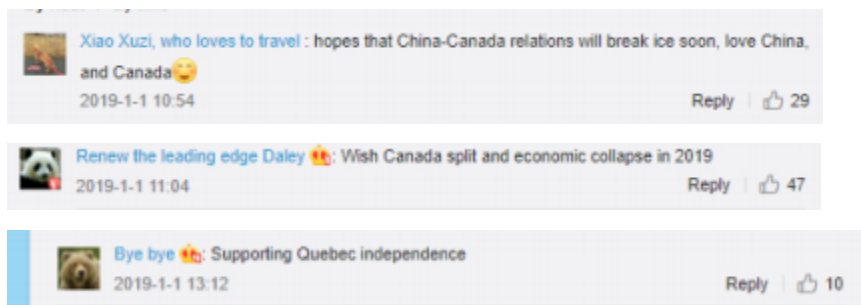 Xiao Xuzi, who loves to travel : hopes that China-Canada relations will break ice soon, love China,
and Canada
2019-1-1 10:54 Reply 29
Renew the leading edge Daley : Wish Canada split and economic collapse in 2019
2019-1-1 11:04 Reply 47
Bye bye : Supporting Quebec independence
2019-1-1 13:12 Reply 10